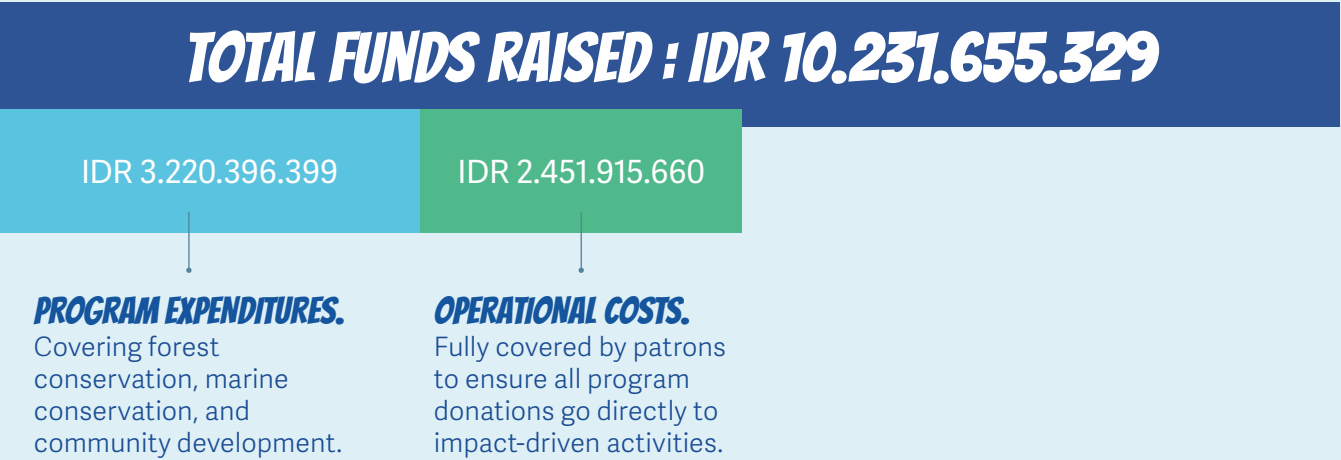 TOTAL FUNDS RAISED : IDR 10.231.655.329
IDR 3.220.396.399
IDR 2.451.915.660
PROGRAM EXPENDITURES.
Covering forest
conservation, marine
conservation, and
community development.
OPERATIONAL COSTS.
Fully covered by patrons
to ensure all program
donations go directly to
impact-driven activities.